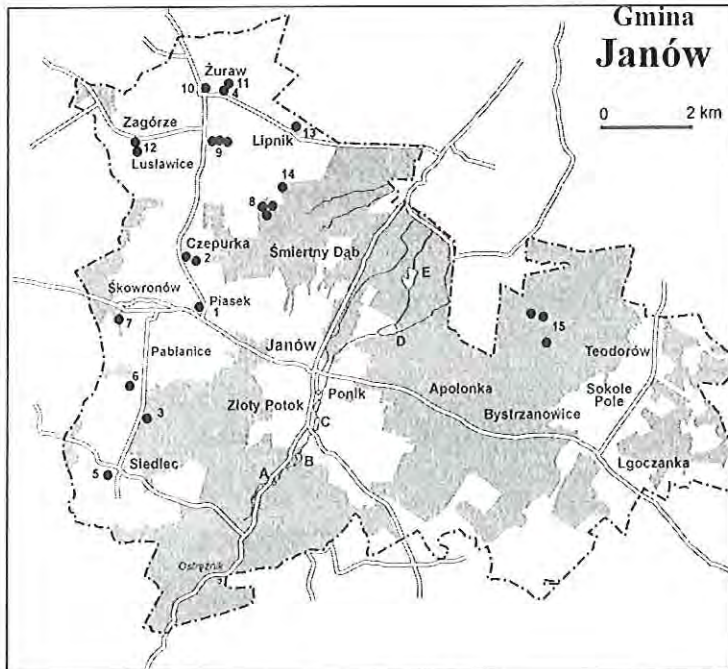 Gmina
Janów
0 2 km
Żuraw
10
11
4
Zagórze
13
Lipnik
9
12
Lusławice
14
8
Czepurka
2
Śmiertny Dąb
E
Skowronów
Piasek
1
15
7
D
Janów
Teodorów
Pabianice
6
Apolonka
Sokole
Pole
Ponik
Złoty Potok
Bystrzanowice
3
C
Siedlec
B
Lgoczanka
A
5
Ostrężnik